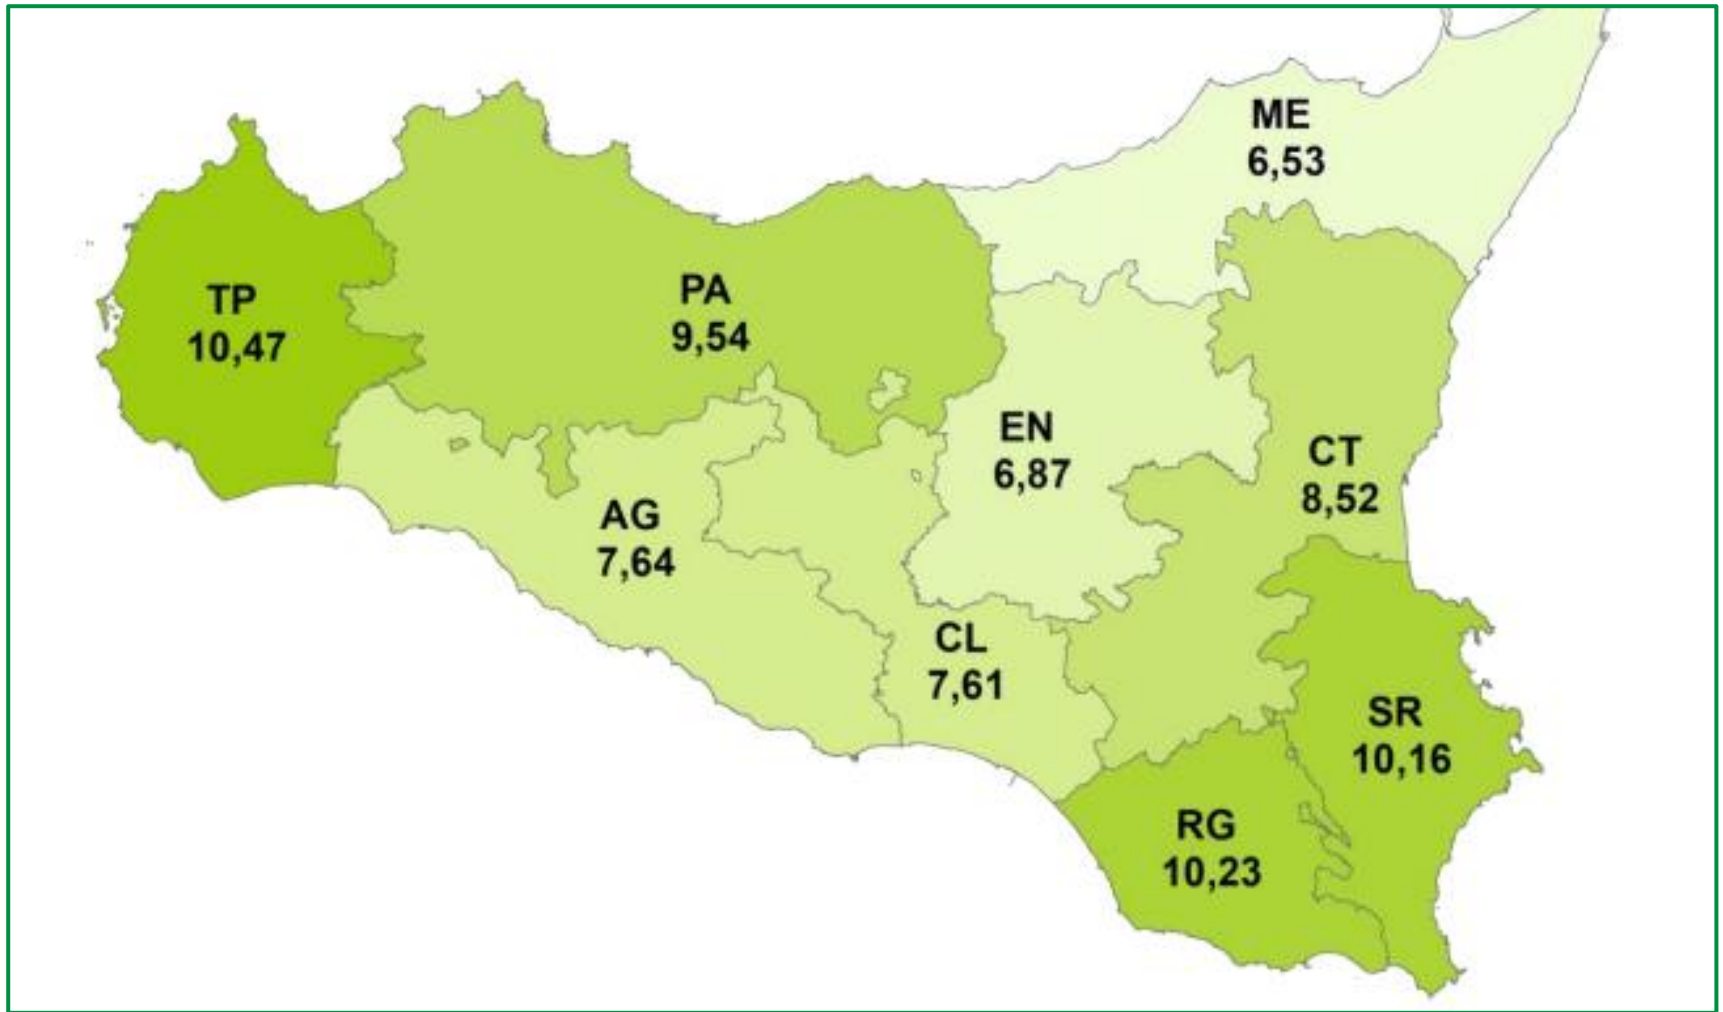 ME
6,53
TP
10,47
PA
9,54
EN
6,87
CT
8,52
AG
7,64
CL
7,61
SR
10,16
RG
10,23